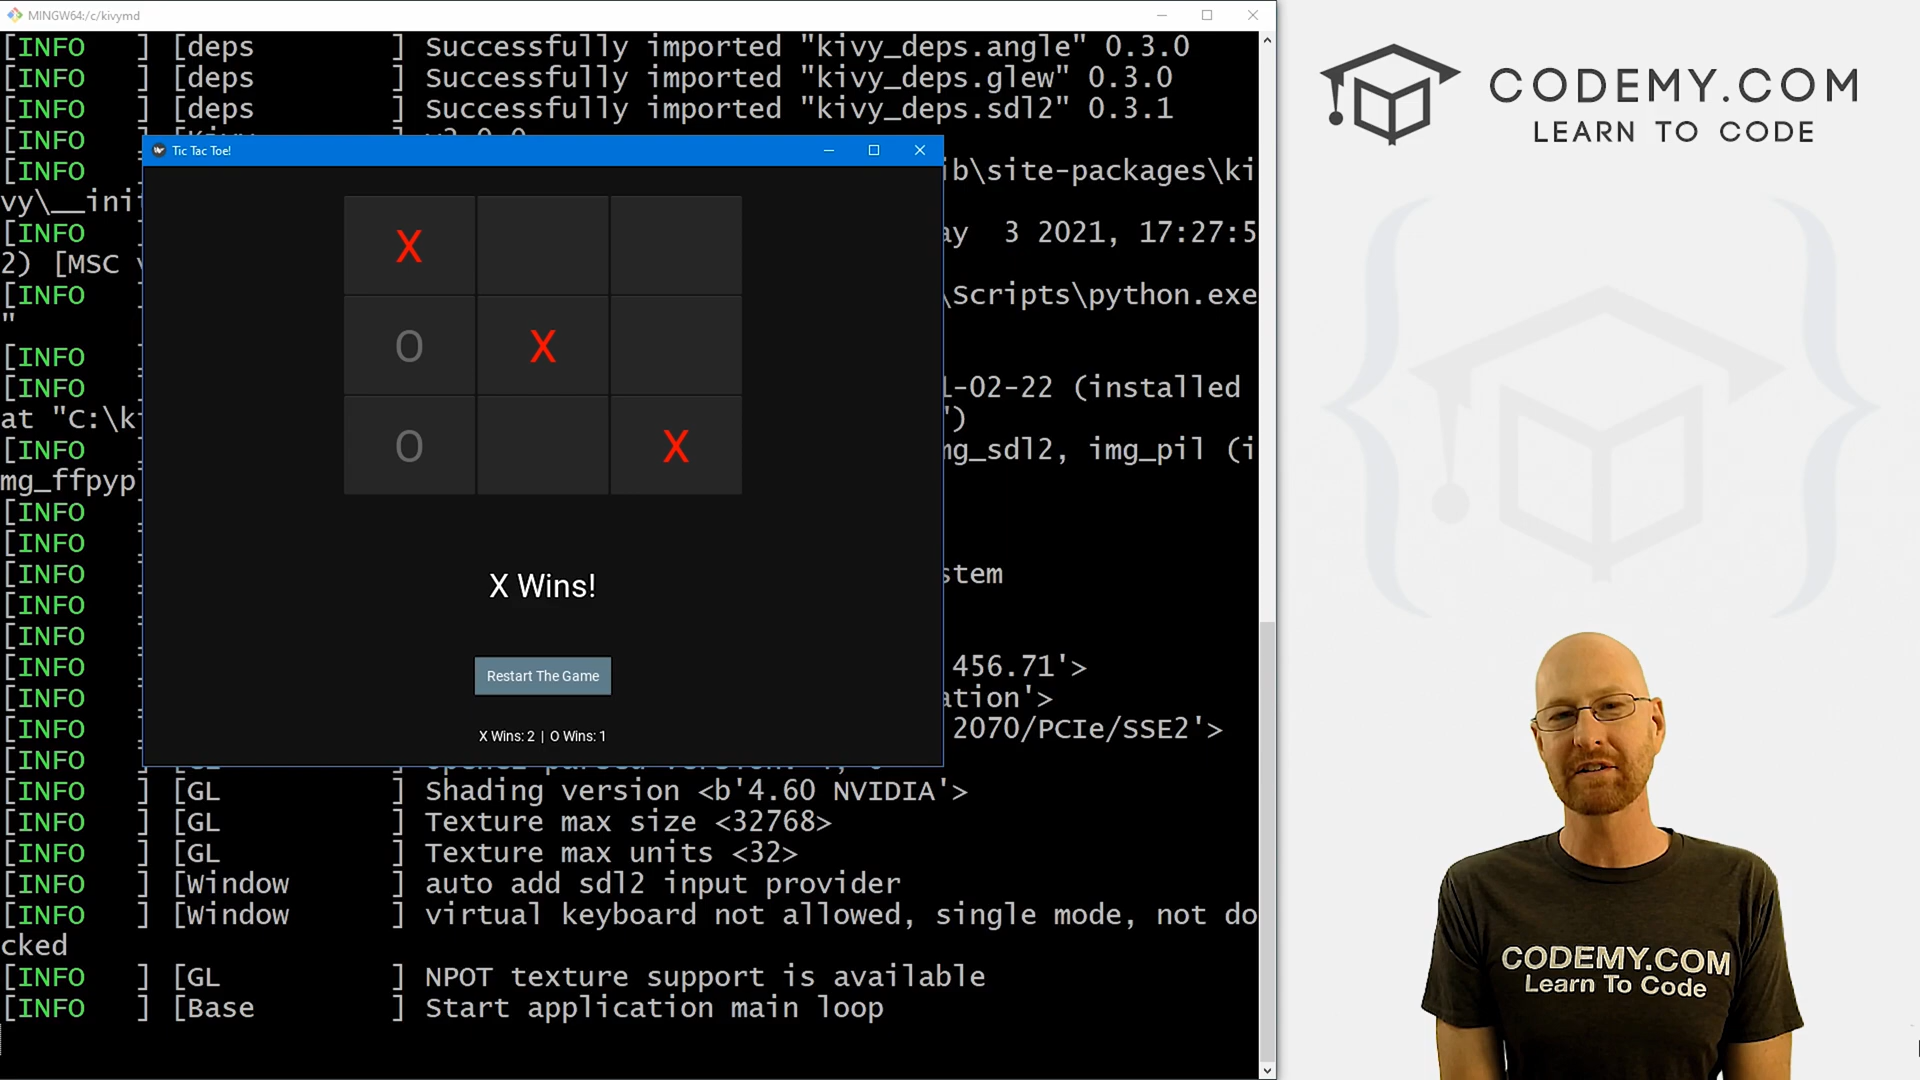 MINGW64:/c/kivymd
[INFO   ] [deps        ] Successfully imported "kivy_deps.angle" 0.3.0
[INFO   ] [deps        ] Successfully imported "kivy_deps.glew" 0.3.0
[INFO   ] [deps        ] Successfully imported "kivy_deps.sdl2" 0.3.1
[INFO   ] [Kivy        ] v2.0.0
[INFO ib\site-packages\ki
vy\__init
[INFO ay  3 2021, 17:27:5
2) [MSC
[INFO \Scripts\python.exe
"
[INFO
[INFO 1-02-22 (installed
at "C:\k ')
[INFO mg_sdl2, img_pil (i
mg_ffpyp
[INFO
[INFO
[INFO stem
[INFO
[INFO
[INFO 456.71'>
[INFO ation'>
[INFO 2070/PCIe/SSE2'>
[INFO
[INFO   ] [GL          ] Shading version <b'4.60 NVIDIA'>
[INFO   ] [GL          ] Texture max size <32768>
[INFO   ] [GL          ] Texture max units <32>
[INFO   ] [Window      ] auto add sdl2 input provider
[INFO   ] [Window      ] virtual keyboard not allowed, single mode, not do
cked
[INFO   ] [GL          ] NPOT texture support is available
[INFO   ] [Base        ] Start application main loop
Tic Tac Toe!
X
O X
O X
X Wins!
Restart The Game
X Wins: 2 | O Wins: 1
CODEMY.COM
LEARN TO CODE
CODEMY.COM
Learn To Code